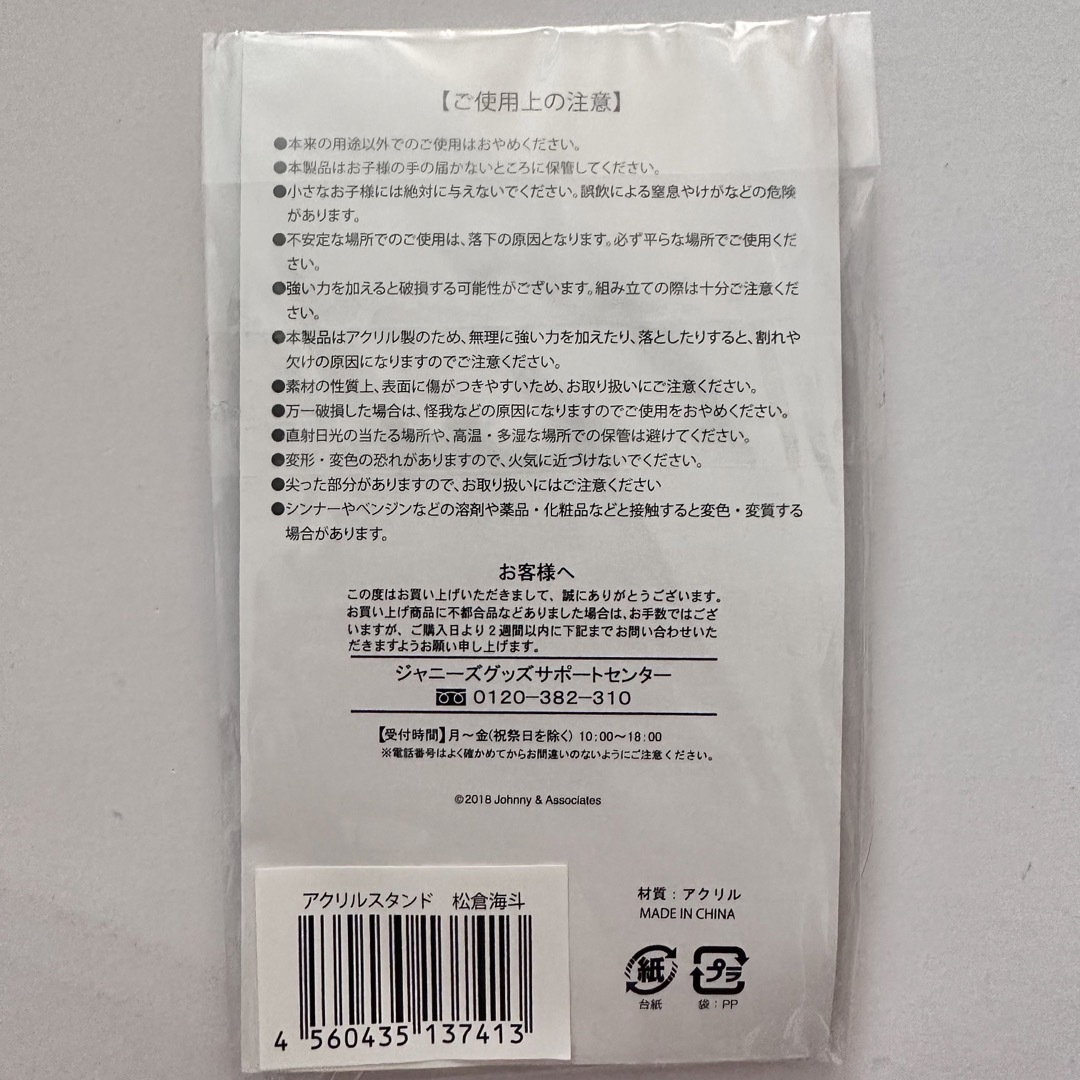 【ご使用上の注意】
●本来の用途以外でのご使用はおやめください。
●本製品はお子様の手の届かないところに保管してください。
●小さなお子様には絶対に与えないでください。誤飲による窒息やけがなどの危険
があります。
●不安定な場所でのご使用は、落下の原因となります。必ず平らな場所でご使用くだ
さい。
●強い力を加えると破損する可能性がございます。組み立ての際は十分ご注意くだ
さい。
●本製品はアクリル製のため、無理に強い力を加えたり、落としたりすると、割れや
欠けの原因になりますのでご注意ください。
●素材の性質上、表面に傷がつきやすいため、お取り扱いにご注意ください。
●万一破損した場合は、怪我などの原因になりますのでご使用をおやめください。
●直射日光の当たる場所や、高温・多湿な場所での保管は避けてください。
●変形・変色の恐れがありますので、火気に近づけないでください。
●尖った部分がありますので、お取り扱いにはご注意ください
●シンナーやベンジンなどの溶剤や薬品・化粧品などと接触すると変色・変質する
場合があります。
お客様へ
この度はお買い上げいただきまして、誠にありがとうございます。
お買い上げ商品に不都合品などありました場合は、お手数ではござ
いますが、ご購入日より2週間以内に下記までお問い合わせいた
だきますようお願い申し上げます。
ジャニーズグッズサポートセンター
0120-382-310
【受付時間】月～金(祝祭日を除く) 10:00～18:00
※電話番号はよく確かめてからお間違いのないようにご注意ください。
©2018 Johnny & Associates
アクリルスタンド 松倉海斗
4 560435 137413
材質：アクリル
MADE IN CHINA
紙 プラ
台紙 袋：PP